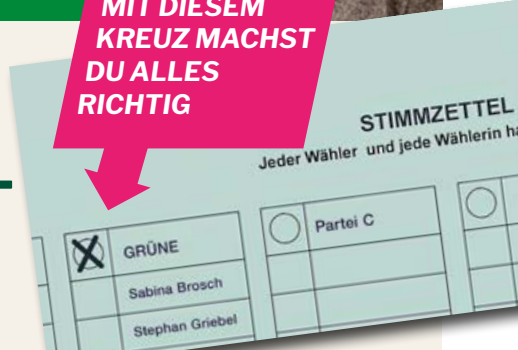 MIT DIESEM
KREUZ MACHST
DU ALLES
RICHTIG
STIMMZETTEL
Jeder Wähler und jede Wählerin
GRÜNE
Sabina Brosch
Stephan Griebel
Partei C